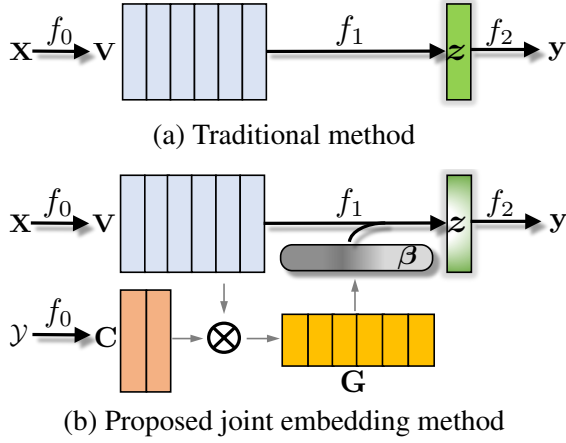 x f₀ V f₁ z f₂ y
(a) Traditional method
x f₀ V f₁ z f₂ y
β
𝒴 f₀ C ⊗
G
(b) Proposed joint embedding method